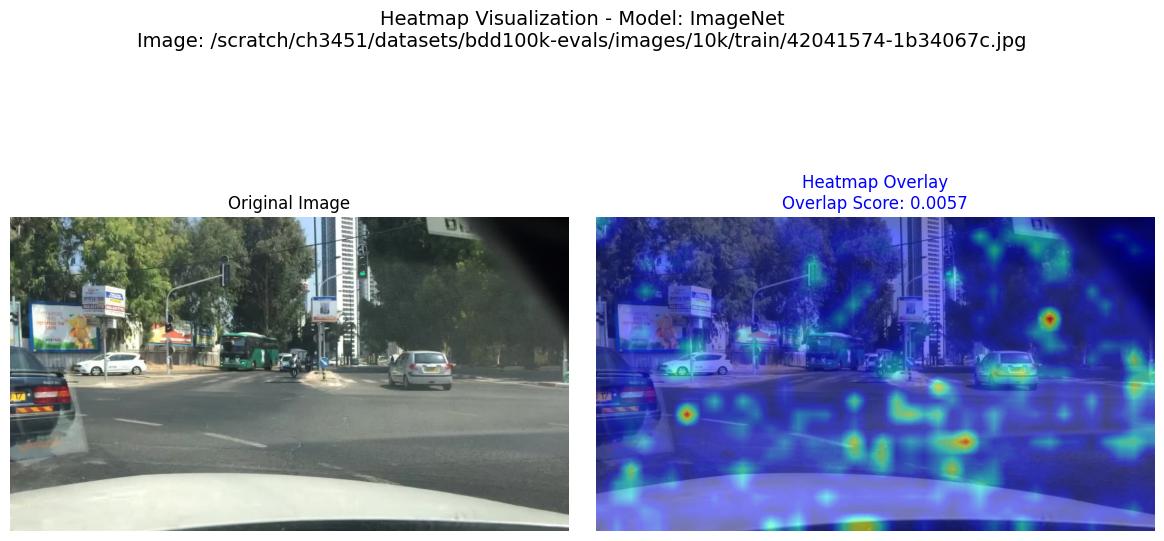 Heatmap Visualization - Model: ImageNet
Image: /scratch/ch3451/datasets/bdd100k-evals/images/10k/train/42041574-1b34067c.jpg
Original Image
Heatmap Overlay
Overlap Score: 0.0057